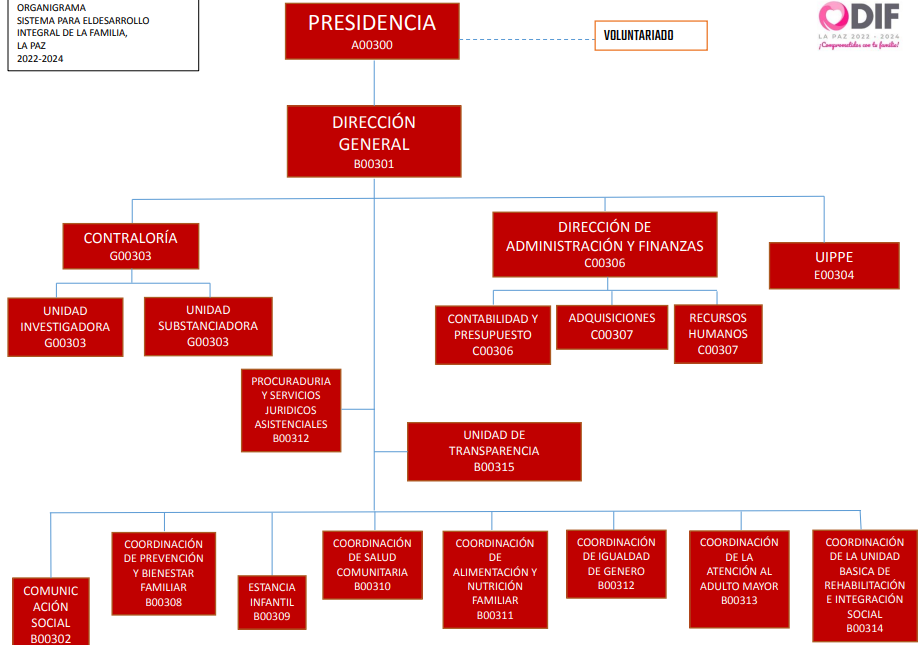 ORGANIGRAMA
SISTEMA PARA ELDESARROLLO
INTEGRAL DE LA FAMILIA,
LA PAZ
2022-2024
PRESIDENCIA
A00300
VOLUNTARIADO
DIF
LA PAZ 2022 - 2024
¡Comprometidos con tu familia!
DIRECCIÓN
GENERAL
B00301
CONTRALORÍA
G00303
DIRECCIÓN DE
ADMINISTRACIÓN Y FINANZAS
C00306
UIPPE
E00304
UNIDAD
INVESTIGADORA
G00303
UNIDAD
SUBSTANCIADORA
G00303
CONTABILIDAD Y
PRESUPUESTO
C00306
ADQUISICIONES
C00307
RECURSOS
HUMANOS
C00307
PROCURADURIA
Y SERVICIOS
JURIDICOS
ASISTENCIALES
B00312
UNIDAD DE
TRANSPARENCIA
B00315
COMUNIC
ACIÓN
SOCIAL
B00302
COORDINACIÓN
DE PREVENCIÓN
Y BIENESTAR
FAMILIAR
B00308
ESTANCIA
INFANTIL
B00309
COORDINACIÓN
DE SALUD
COMUNITARIA
B00310
COORDINACIÓN
DE
ALIMENTACIÓN Y
NUTRICIÓN
FAMILIAR
B00311
COORDINACIÓN
DE IGUALDAD
DE GENERO
B00312
COORDINACIÓN
DE LA
ATENCIÓN AL
ADULTO MAYOR
B00313
COORDINACIÓN
DE LA UNIDAD
BASICA DE
REHABILITACIÓN
E INTEGRACIÓN
SOCIAL
B00314